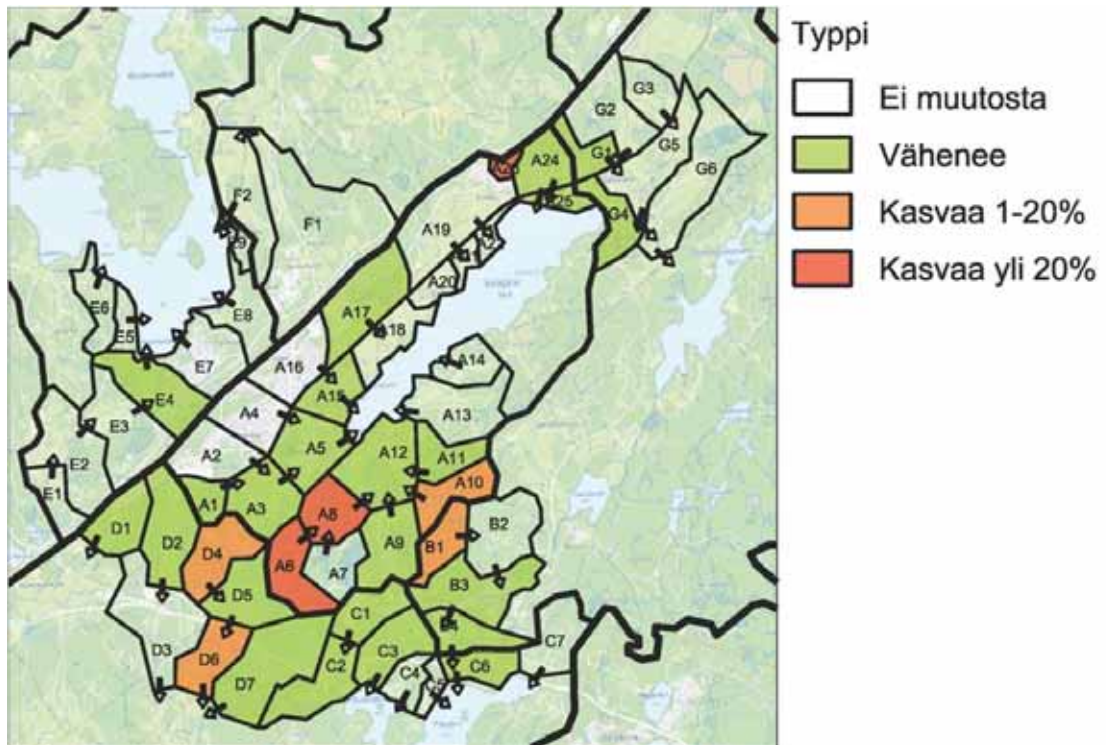 Typpi
Ei muutosta
Vähenee
Kasvaa 1-20%
Kasvaa yli 20%
G3
G2
A24
G1
G5
G6
F2
G4
F1
A19
A20
E6
E8
A17
A18
E5
E7
A16
A14
A15
E4
A4
A13
E3
A5
A2
A12
A11
E2
A10
E1
A1
A3
A8
B2
D1
D2
D4
A9
B1
A6
A7
D5
B3
C1
D3
D6
C2
C3
C7
D7
C4
C6